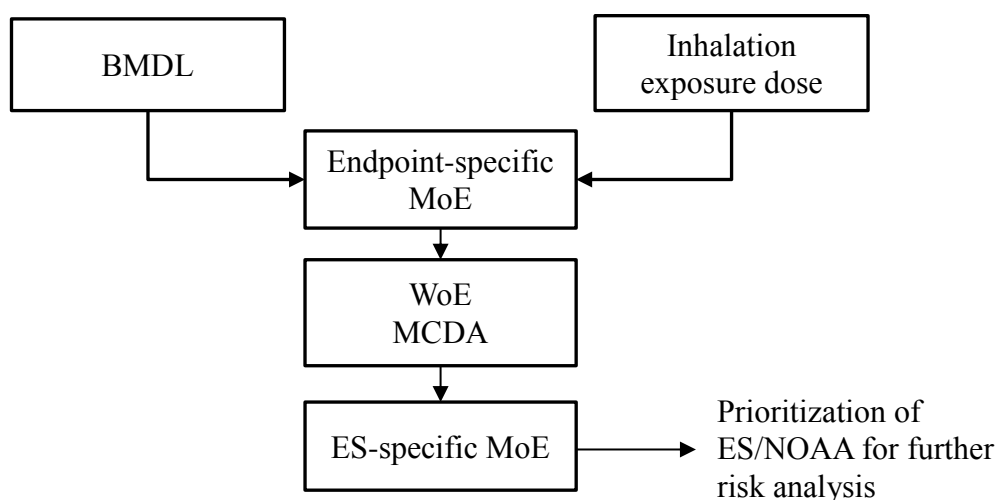 BMDL
Inhalation
exposure dose
Endpoint-specific
MoE
WoE
MCDA
ES-specific MoE
Prioritization of
ES/NOAA for further
risk analysis